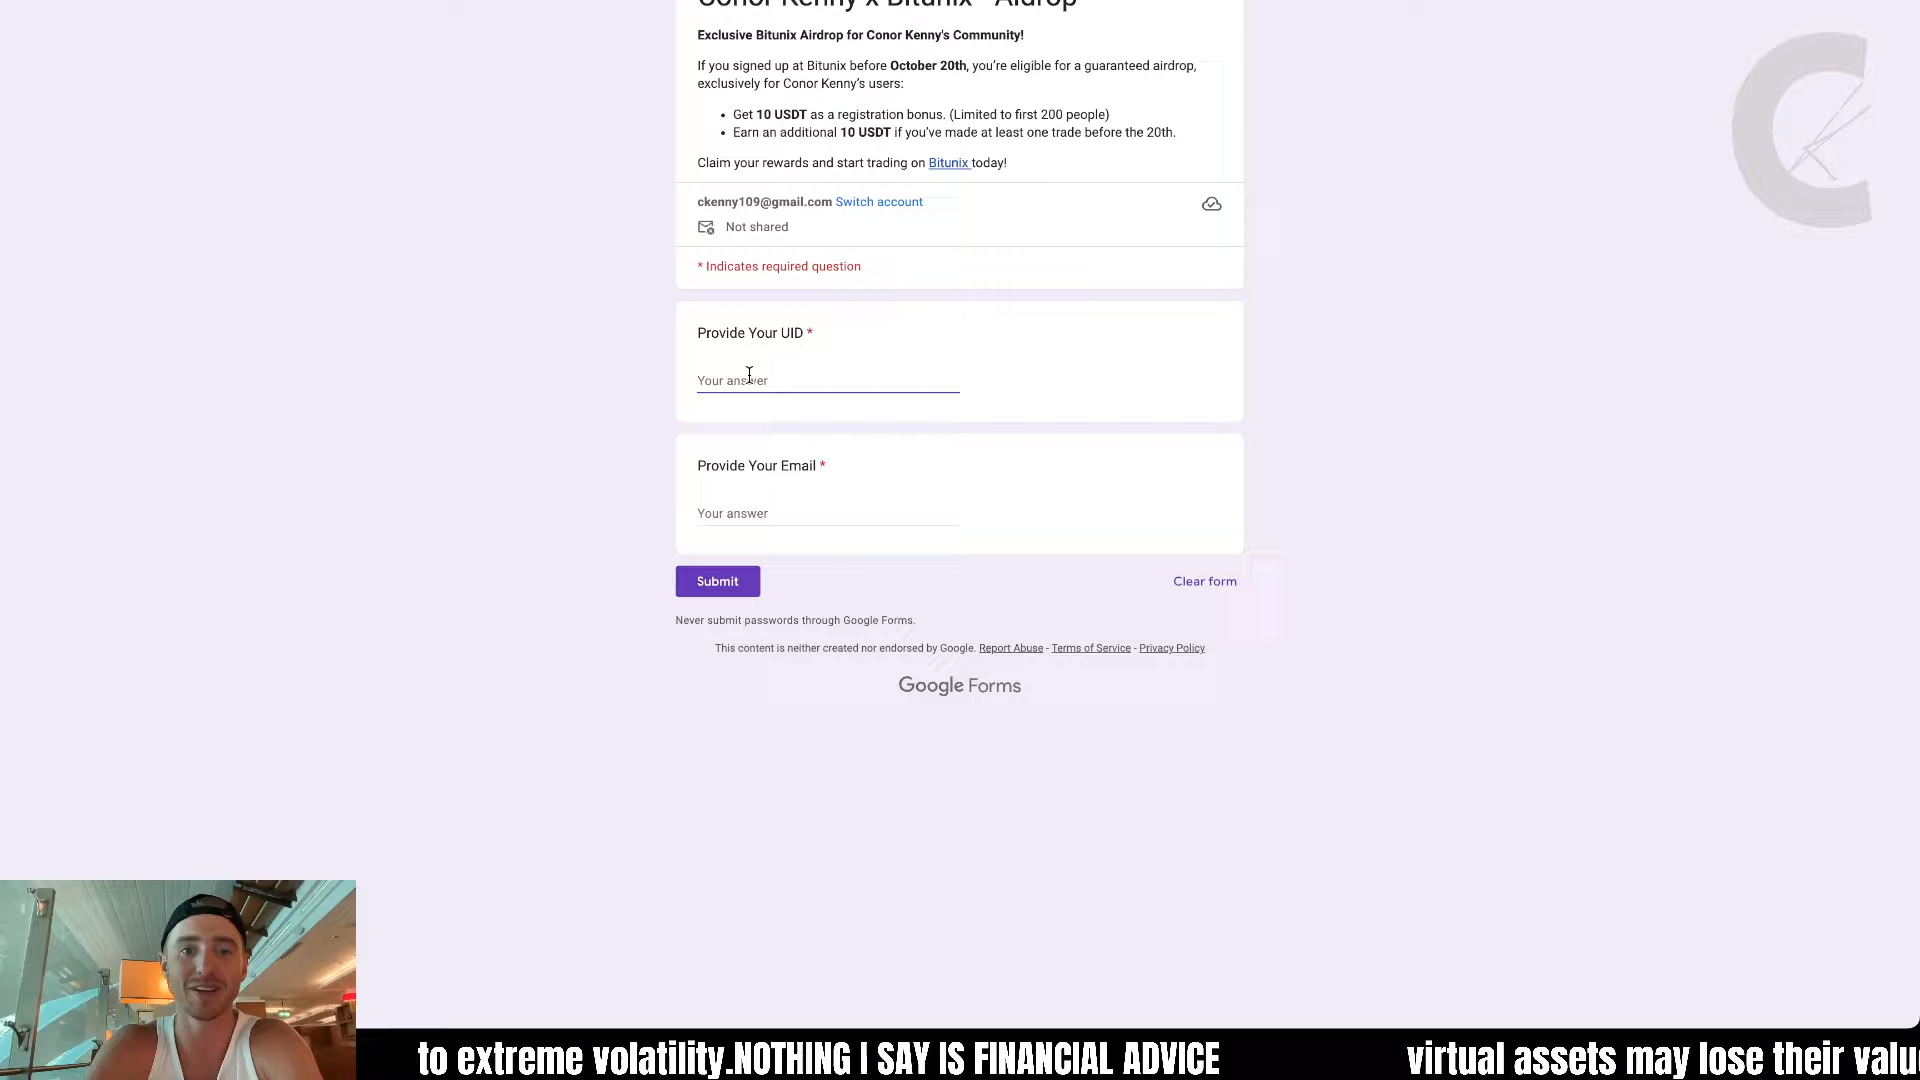 Conor Kenny x Bitunix - Aidrop
Exclusive Bitunix Airdrop for Conor Kenny's Community!
If you signed up at Bitunix before October 20th, you're eligible for a guaranteed airdrop,
exclusively for Conor Kenny's users:
• Get 10 USDT as a registration bonus. (Limited to first 200 people)
• Earn an additional 10 USDT if you've made at least one trade before the 20th.
Claim your rewards and start trading on Bitunix today!
ckenny109@gmail.com Switch account
Not shared
* Indicates required question
Provide Your UID *
Your answer
Provide Your Email *
Your answer
Submit
Clear form
Never submit passwords through Google Forms.
This content is neither created nor endorsed by Google. Report Abuse - Terms of Service - Privacy Policy
Google Forms
to extreme volatility.NOTHING I SAY IS FINANCIAL ADVICE
virtual assets may lose their valu